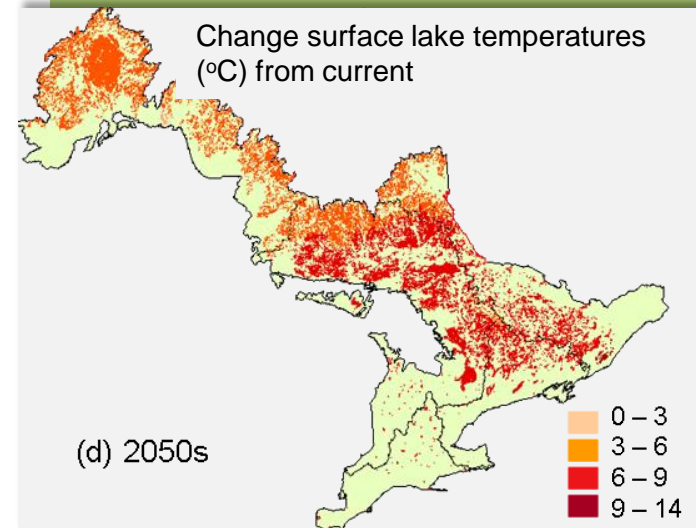 Change surface lake temperatures
(ºC) from current
(d) 2050s
0 – 3
3 – 6
6 – 9
9 – 14